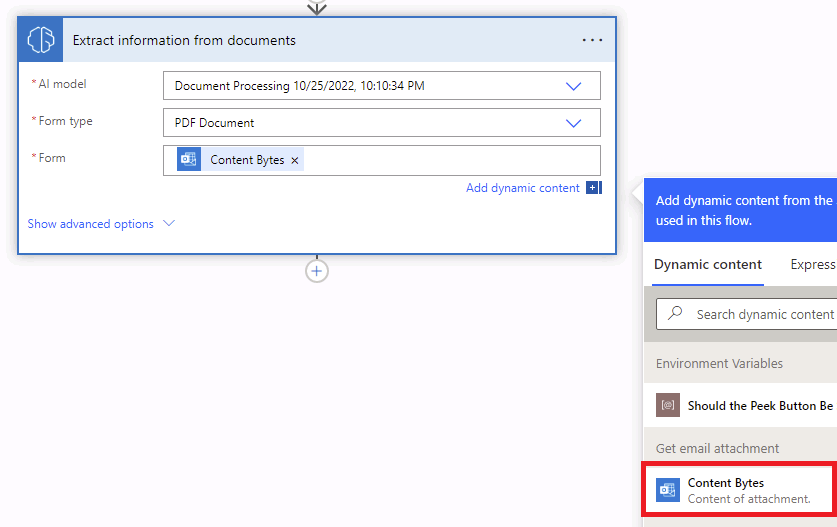 Extract information from documents
* AI model
Document Processing 10/25/2022, 10:10:34 PM
* Form type
PDF Document
* Form
Content Bytes ×
Add dynamic content
Show advanced options
Add dynamic content from the
used in this flow.
Dynamic content Express
Search dynamic content
Environment Variables
[@] Should the Peek Button Be
Get email attachment
Content Bytes
Content of attachment.